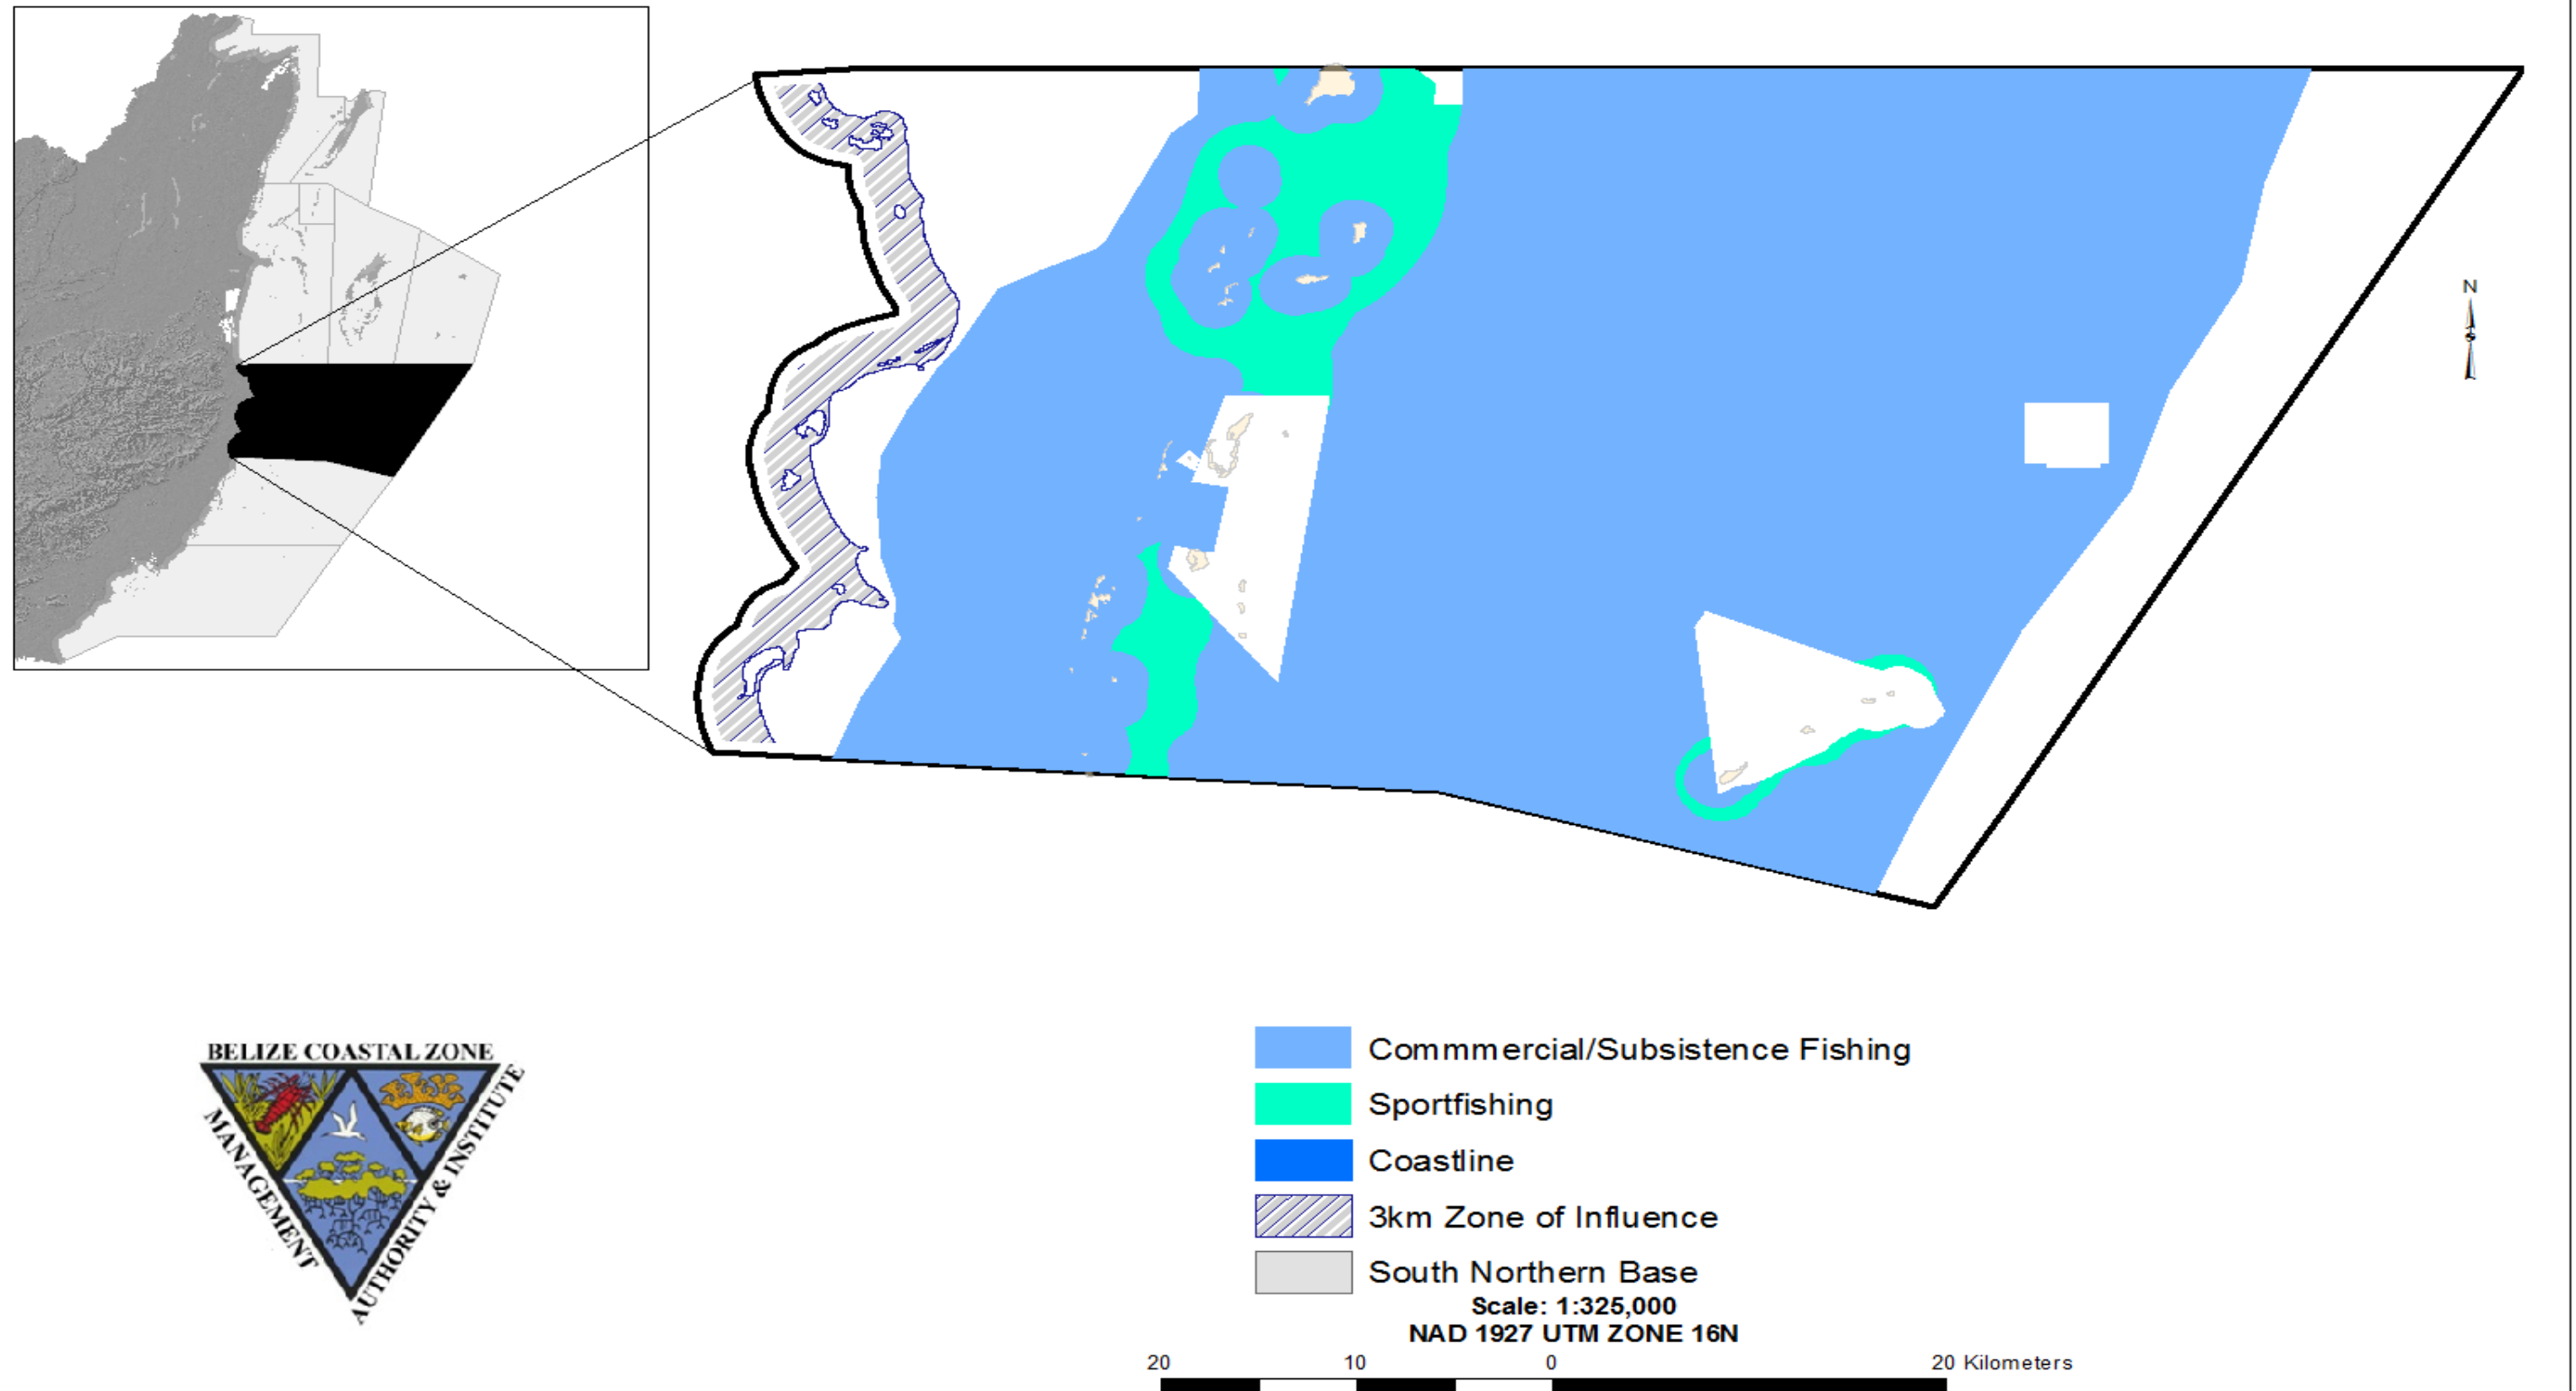 N
BELIZE COASTAL ZONE
MANAGEMENT
AUTHORITY & INSTITUTE
Commmercial/Subsistence Fishing
Sportfishing
Coastline
3km Zone of Influence
South Northern Base
Scale: 1:325,000
NAD 1927 UTM ZONE 16N
20 10 0 20 Kilometers